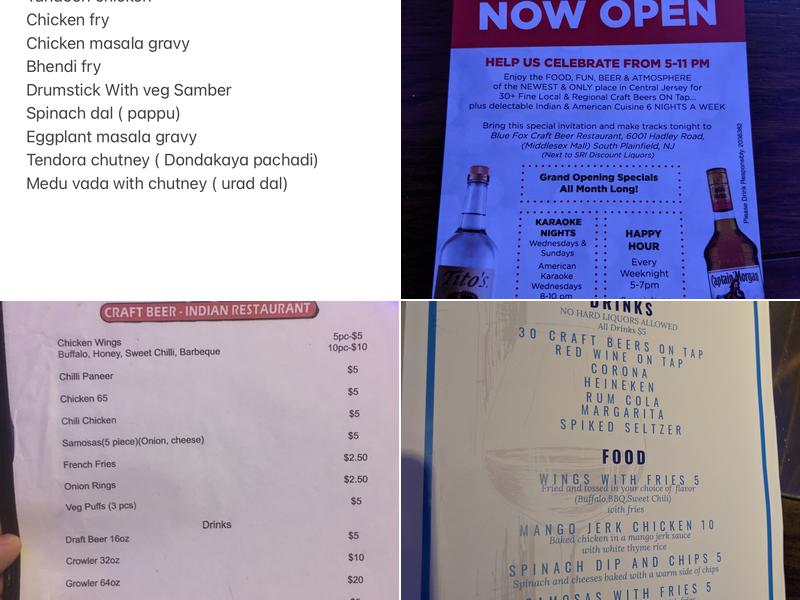 Chicken fry
Chicken masala gravy
Bhendi fry
Drumstick With veg Samber
Spinach dal ( pappu)
Eggplant masala gravy
Tendora chutney ( Dondakaya pachadi)
Medu vada with chutney ( urad dal)
NOW OPEN
HELP US CELEBRATE FROM 5-11 PM
Enjoy the FOOD, FUN, BEER & ATMOSPHERE
of the NEWEST & ONLY place in Central Jersey for
30+ Fine Local & Regional Craft Beers ON Tap...
plus delectable Indian & American Cuisine 6 NIGHTS A WEEK
Bring this special invitation and make tracks tonight to
Blue Fox Craft Beer Restaurant, 6001 Hadley Road,
(Middlesex Mall) South Plainfield, NJ
(Next to SRI Discount Liquors)
Grand Opening Specials
All Month Long!
KARAOKE
NIGHTS
Wednesdays &
Sundays
American
Karaoke
Wednesdays
8-10 pm
HAPPY
HOUR
Every
Weeknight
5-7pm
Tito's
Captain Morgan
Please Drink Responsibly. 2036382
CRAFT BEER - INDIAN RESTAURANT
Chicken Wings 5pc-$5
Buffalo, Honey, Sweet Chilli, Barbeque 10pc-$10
Chilli Paneer $5
Chicken 65 $5
Chili Chicken $5
Samosas(5 piece)(Onion, cheese) $5
French Fries $2.50
Onion Rings $2.50
Veg Puffs (3 pcs) $5
Drinks
Draft Beer 16oz $5
Crowler 32oz $10
Growler 64oz $20
DRINKS
NO HARD LIQUORS ALLOWED
All Drinks $5
30 CRAFT BEERS ON TAP
RED WINE ON TAP
CORONA
HEINEKEN
RUM COLA
MARGARITA
SPIKED SELTZER
FOOD
WINGS WITH FRIES 5
Fried and tossed in your choice of flavor
(Buffalo,BBQ,Sweet Chili)
with fries
MANGO JERK CHICKEN 10
Baked chicken in a mango jerk sauce
with white thyme rice
SPINACH DIP AND CHIPS 5
Spinach and cheeses baked with a warm side of chips
SAMOSAS WITH FRIES 5